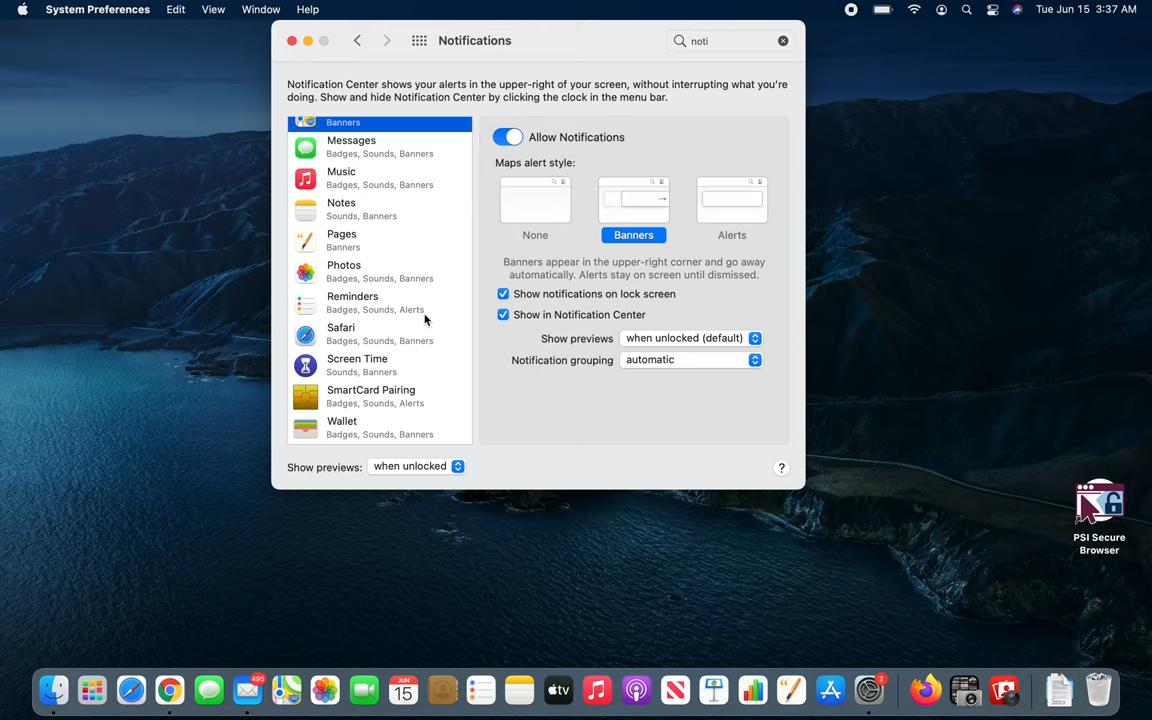 System Preferences Edit View Window Help Tue Jun 15 3:37 AM
Notifications noti
Notification Center shows your alerts in the upper-right of your screen, without interrupting what you're
doing. Show and hide Notification Center by clicking the clock in the menu bar.
Banners
Messages
Badges, Sounds, Banners
Music
Badges, Sounds, Banners
Notes
Sounds, Banners
Pages
Banners
Photos
Badges, Sounds, Banners
Reminders
Badges, Sounds, Alerts
Safari
Badges, Sounds, Banners
Screen Time
Sounds, Banners
SmartCard Pairing
Badges, Sounds, Alerts
Wallet
Badges, Sounds, Banners
Allow Notifications
Maps alert style:
None Banners Alerts
Banners appear in the upper-right corner and go away
automatically. Alerts stay on screen until dismissed.
Show notifications on lock screen
Show in Notification Center
Show previews when unlocked (default)
Notification grouping automatic
Show previews: when unlocked ?
PSI Secure
Browser
495
JUN
15
tv
2